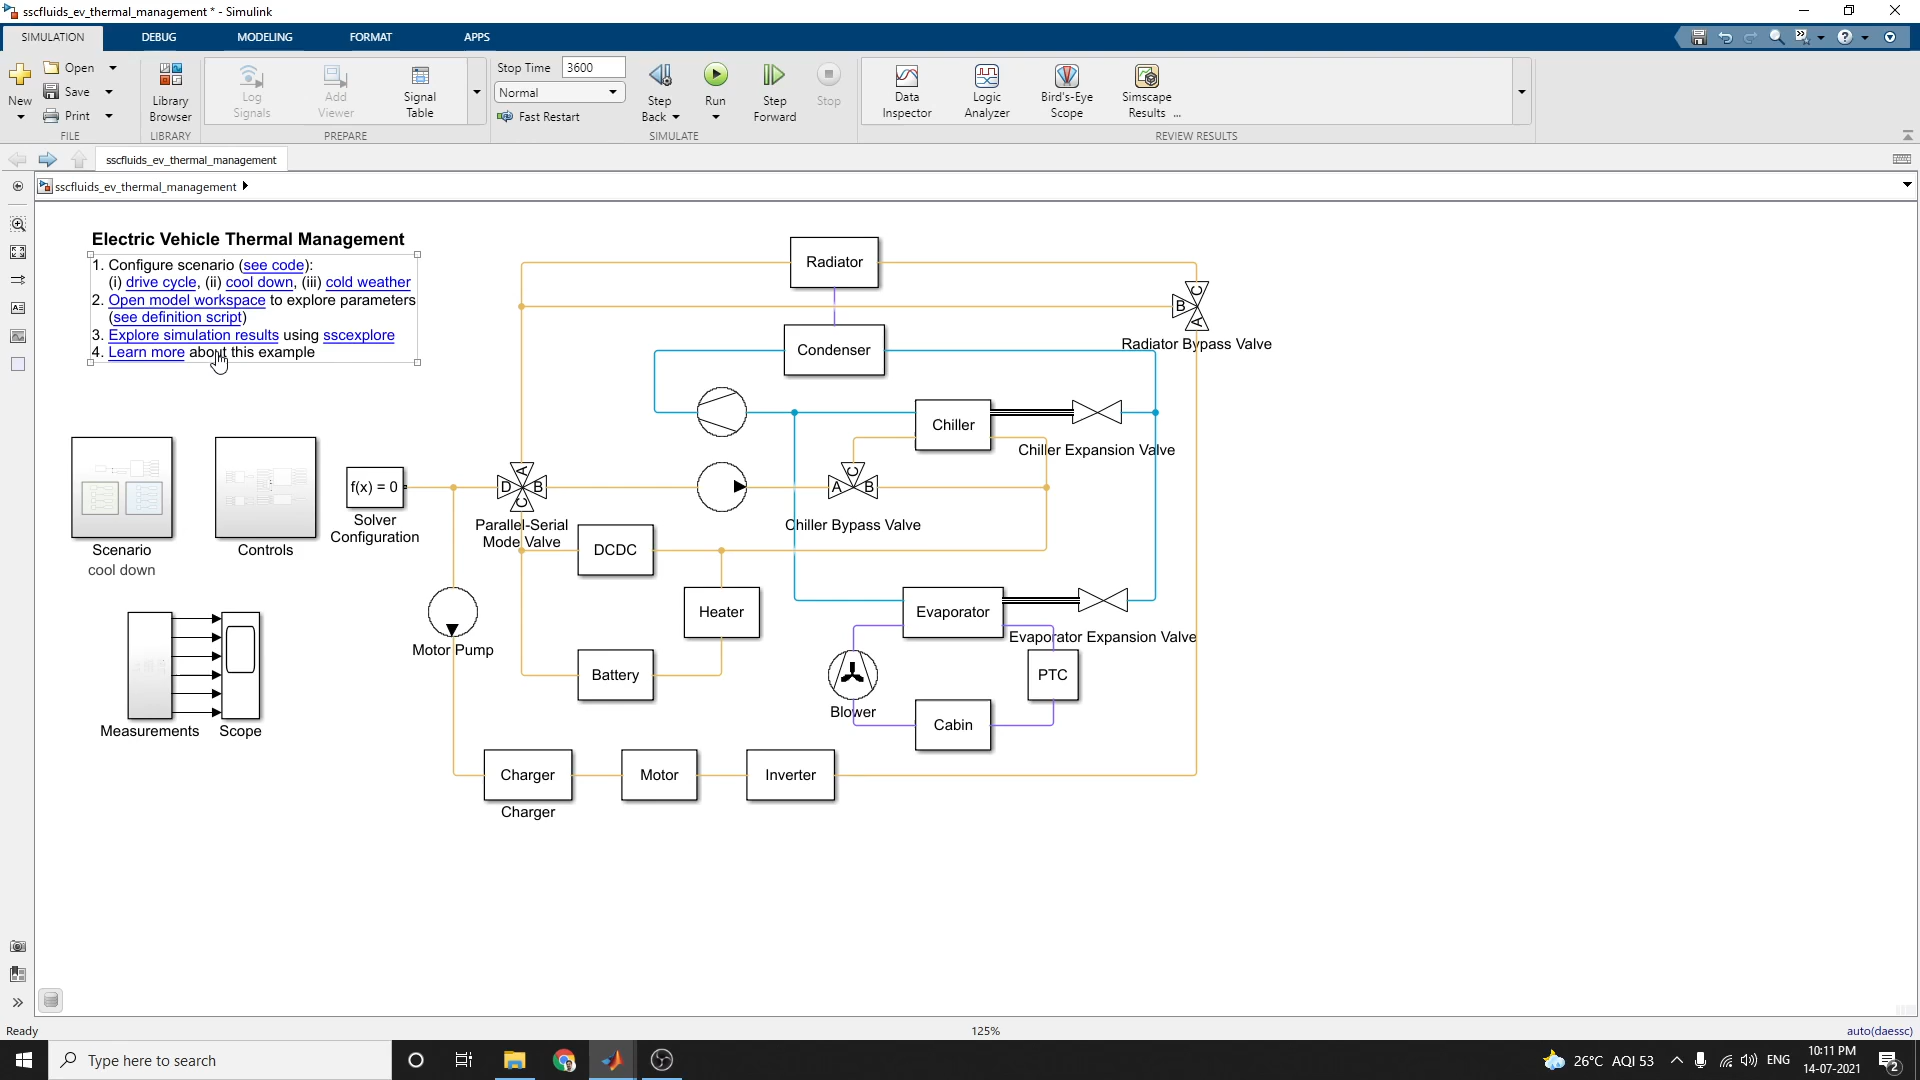 sscfluids_ev_thermal_management * - Simulink
SIMULATION DEBUG MODELING FORMAT APPS
New
Open
Save
Print
FILE
Library
Browser
LIBRARY
Log
Signals
Add
Viewer
Signal
Table
PREPARE
Stop Time 3600
Normal
Fast Restart
Step
Back
Run
Step
Forward
Stop
SIMULATE
Data
Inspector
Logic
Analyzer
Bird's-Eye
Scope
Simscape
Results ...
REVIEW RESULTS
sscfluids_ev_thermal_management
sscfluids_ev_thermal_management
Electric Vehicle Thermal Management
1. Configure scenario (see code):
(i) drive cycle, (ii) cool down, (iii) cold weather
2. Open model workspace to explore parameters
(see definition script)
3. Explore simulation results using sscexplore
4. Learn more about this example
Radiator
B C A
Radiator Bypass Valve
Condenser
Chiller
Chiller Expansion Valve
Scenario
cool down
Controls
f(x) = 0
Solver
Configuration
D A B C
Parallel-Serial
Mode Valve
A C B
Chiller Bypass Valve
DCDC
Heater
Evaporator
Evaporator Expansion Valve
Motor Pump
Battery
Blower
PTC
Cabin
Measurements
Scope
Charger
Charger
Motor
Inverter
Ready
125%
auto(daessc)
Type here to search
26°C AQI 53
ENG
10:11 PM
14-07-2021
2